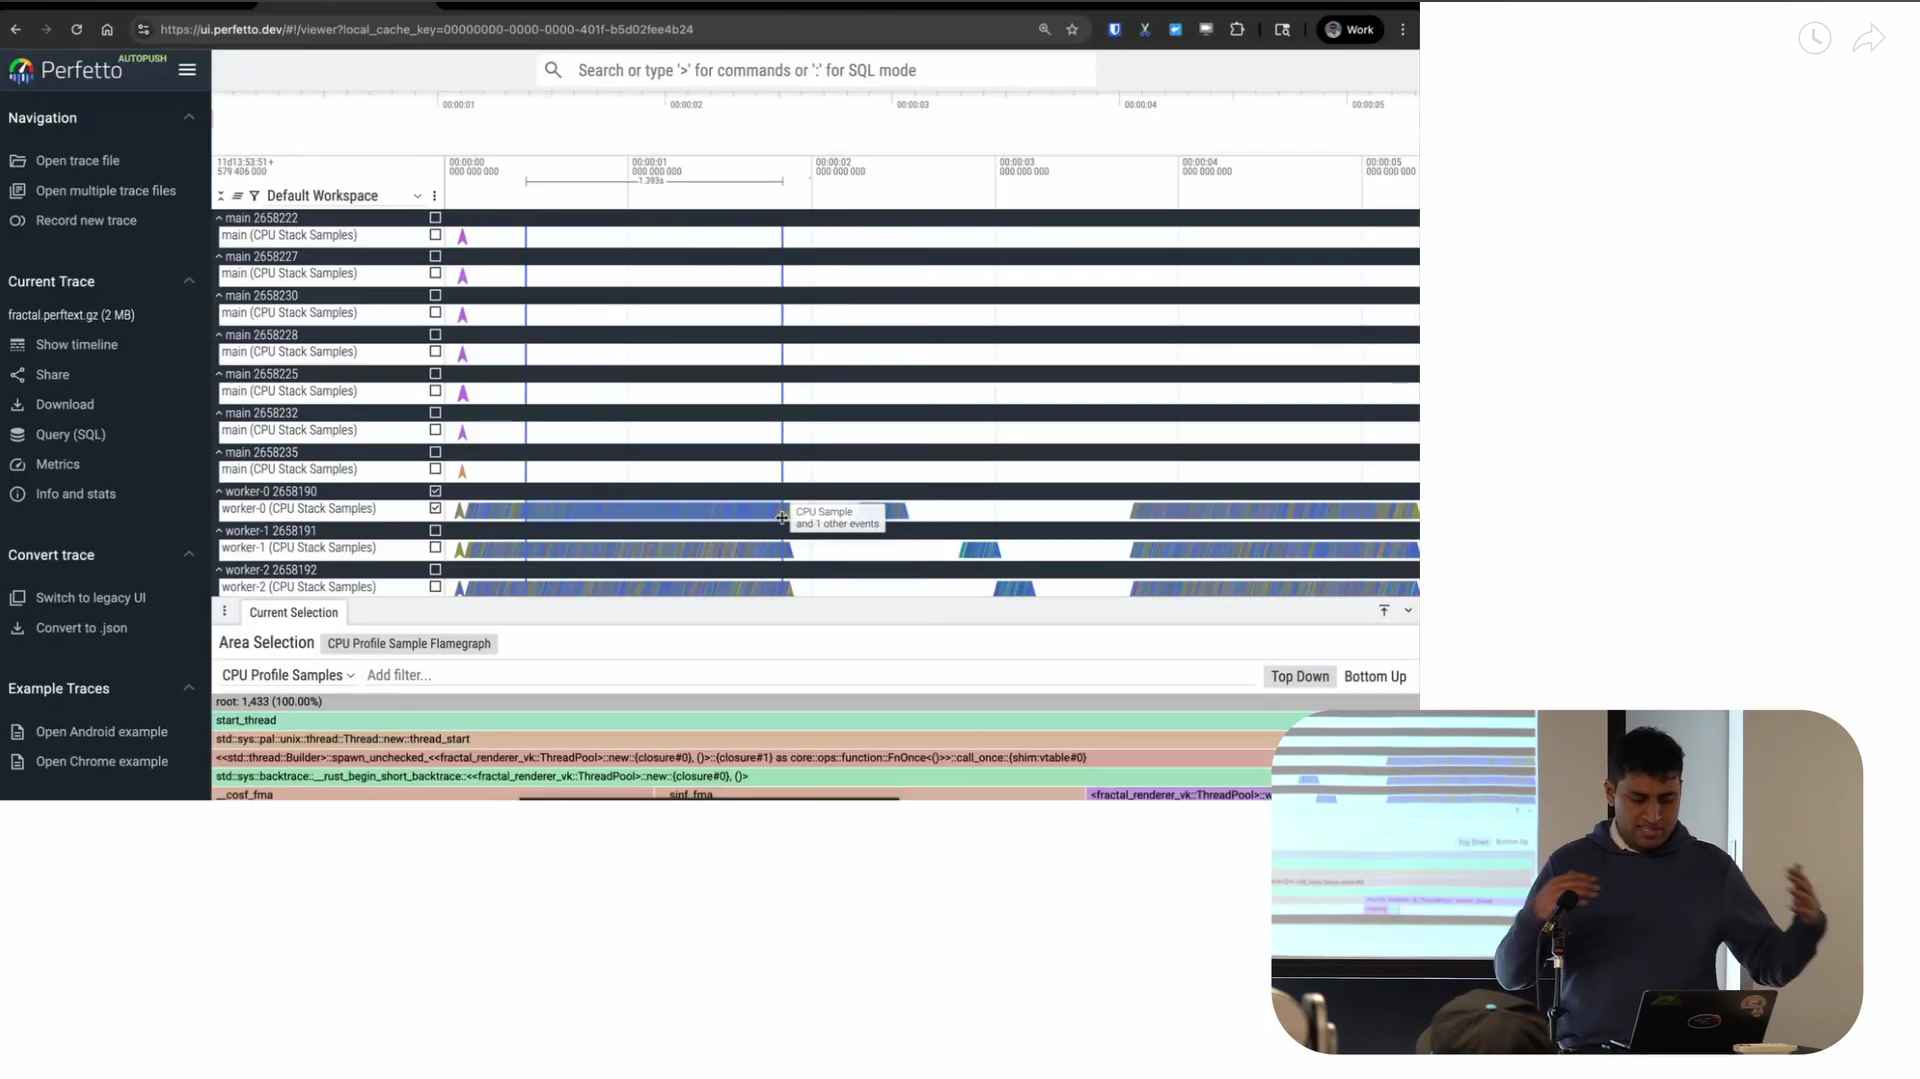 https://ui.perfetto.dev/#!/viewer?local_cache_key=00000000-0000-0000-401f-b5d02fee4b24
Work
Perfetto
AUTOPUSH
Search or type '>' for commands or ':' for SQL mode
Navigation
Open trace file
Open multiple trace files
Record new trace
Current Trace
fractal.perftext.gz (2 MB)
Show timeline
Share
Download
Query (SQL)
Metrics
Info and stats
Convert trace
Switch to legacy UI
Convert to .json
Example Traces
Open Android example
Open Chrome example
00:00:01 00:00:02 00:00:03 00:00:04 00:00:05
11d13:53:51+ 00:00:00 00:00:01 00:00:02 00:00:03 00:00:04 00:00:05
579 406 000 000 000 000 000 000 000 000 000 000 000 000 000 000 000 000 000 000 000
1.393s
Default Workspace
main 2658222
main (CPU Stack Samples)
main 2658227
main (CPU Stack Samples)
main 2658230
main (CPU Stack Samples)
main 2658228
main (CPU Stack Samples)
main 2658225
main (CPU Stack Samples)
main 2658232
main (CPU Stack Samples)
main 2658235
main (CPU Stack Samples)
worker-0 2658190
worker-0 (CPU Stack Samples)
CPU Sample
and 1 other events
worker-1 2658191
worker-1 (CPU Stack Samples)
worker-2 2658192
worker-2 (CPU Stack Samples)
Current Selection
Area Selection CPU Profile Sample Flamegraph
CPU Profile Samples Add filter... Top Down Bottom Up
root: 1,433 (100.00%)
start_thread
std::sys::pal::unix::thread::Thread::new::thread_start
<<std::thread::Builder>::spawn_unchecked_<<fractal_renderer_vk::ThreadPool>::new::{closure#0}, ()>::{closure#1} as core::ops::function::FnOnce<()>>::call_once::{shim:vtable#0}
std::sys::backtrace::__rust_begin_short_backtrace::<<fractal_renderer_vk::ThreadPool>::new::{closure#0}, ()>
__cosf_fma sinf_fma <fractal_renderer_vk::ThreadPool>::w
Top Down Bottom Up